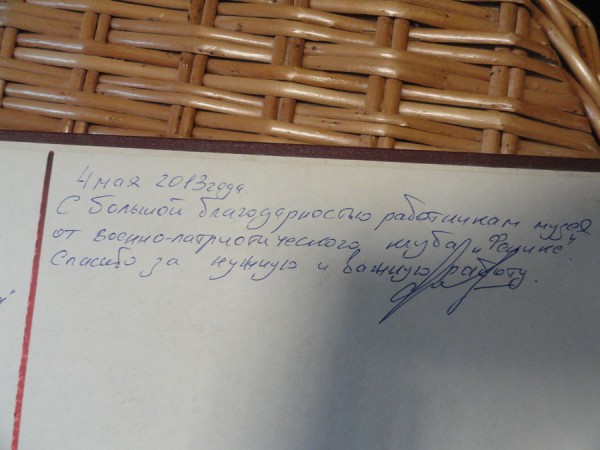 4 мая 2013 года.
С большой благодарностью работникам музея
от военно-патриотического клуба „Феникс".
Спасибо за нужную и важную работу.